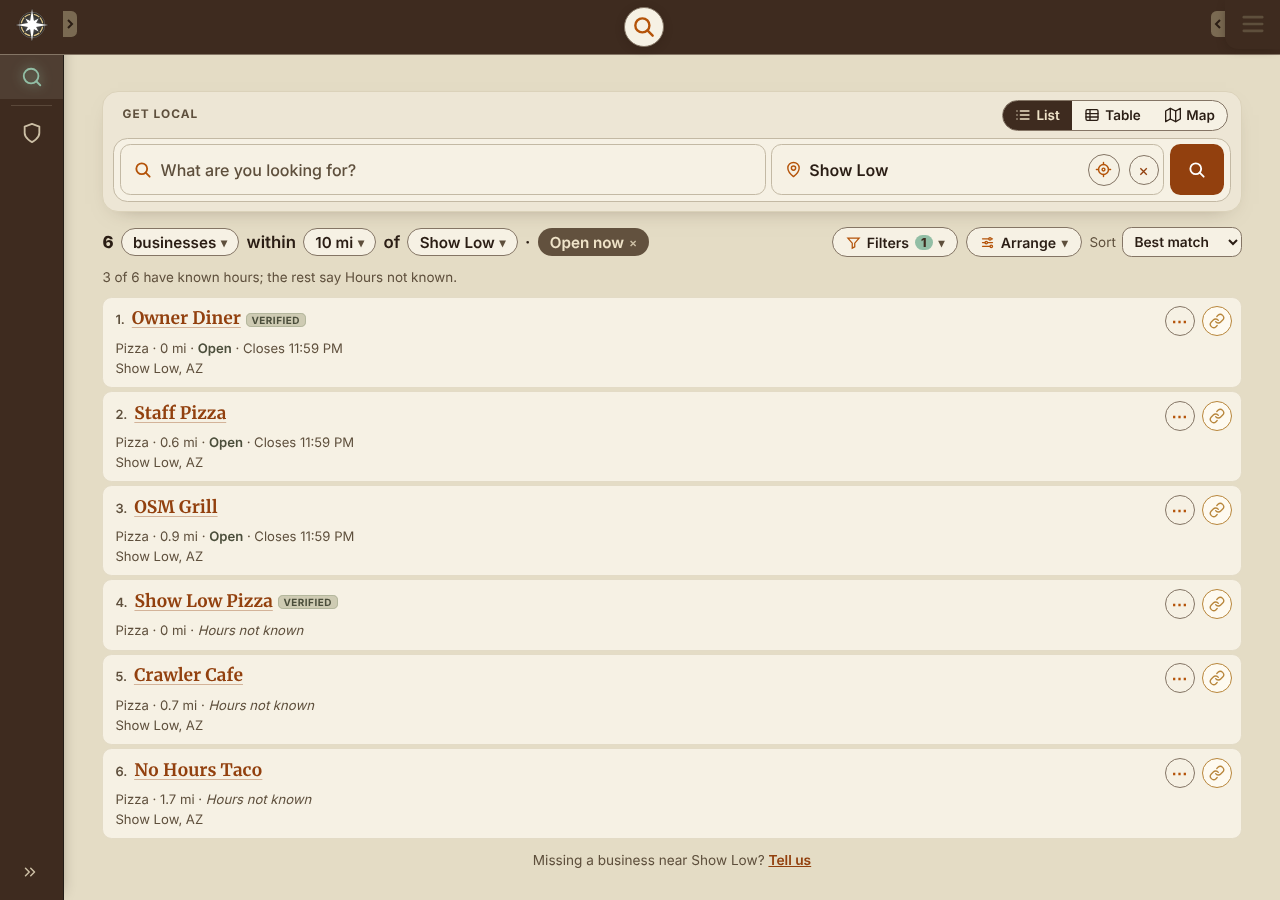 GET LOCAL
List Table Map
What are you looking for? Show Low ×
6 businesses ▾ within 10 mi ▾ of Show Low ▾ · Open now × Filters 1 ▾ Arrange ▾ Sort Best match
3 of 6 have known hours; the rest say Hours not known.
1. Owner Diner VERIFIED
Pizza · 0 mi · Open · Closes 11:59 PM
Show Low, AZ
2. Staff Pizza
Pizza · 0.6 mi · Open · Closes 11:59 PM
Show Low, AZ
3. OSM Grill
Pizza · 0.9 mi · Open · Closes 11:59 PM
Show Low, AZ
4. Show Low Pizza VERIFIED
Pizza · 0 mi · Hours not known
5. Crawler Cafe
Pizza · 0.7 mi · Hours not known
Show Low, AZ
6. No Hours Taco
Pizza · 1.7 mi · Hours not known
Show Low, AZ
Missing a business near Show Low? Tell us